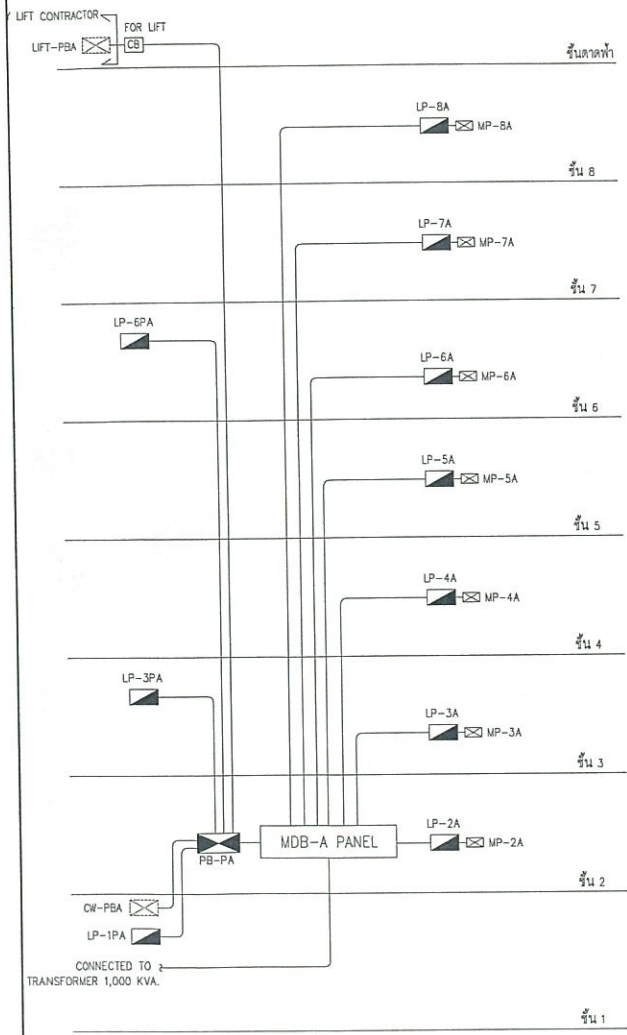 Y LIFT CONTRACTOR
FOR LIFT
LIFT-PBA
CB
ชั้นดาดฟ้า
LP-8A
MP-8A
ชั้น 8
LP-7A
MP-7A
ชั้น 7
LP-6PA
LP-6A
MP-6A
ชั้น 6
LP-5A
MP-5A
ชั้น 5
LP-4A
MP-4A
ชั้น 4
LP-3PA
LP-3A
MP-3A
ชั้น 3
MDB-A PANEL
LP-2A
MP-2A
PB-PA
ชั้น 2
CW-PBA
LP-1PA
CONNECTED TO
TRANSFORMER 1,000 KVA.
ชั้น 1